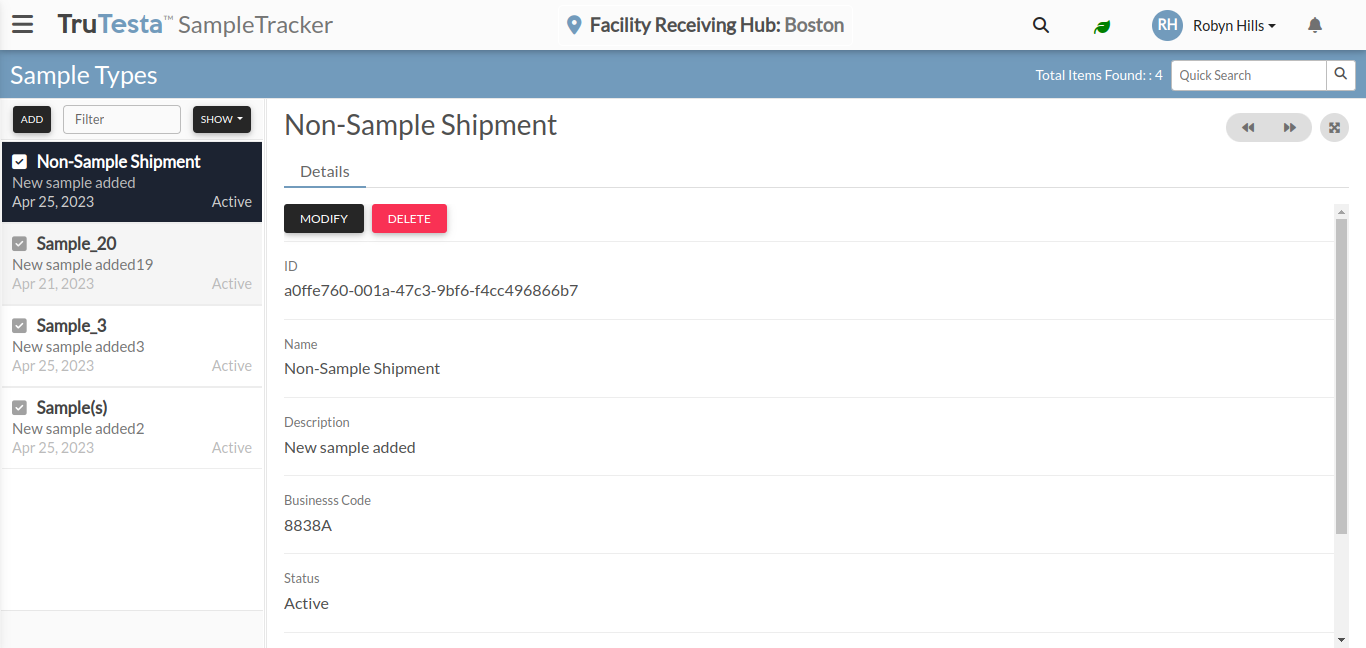 TruTesta™ SampleTracker
Facility Receiving Hub: Boston
RH Robyn Hills
Sample Types
Total Items Found: : 4
Quick Search
ADD
Filter
SHOW
Non-Sample Shipment
New sample added
Apr 25, 2023 Active
Sample_20
New sample added19
Apr 21, 2023 Active
Sample_3
New sample added3
Apr 25, 2023 Active
Sample(s)
New sample added2
Apr 25, 2023 Active
Non-Sample Shipment
Details
MODIFY DELETE
ID
a0ffe760-001a-47c3-9bf6-f4cc496866b7
Name
Non-Sample Shipment
Description
New sample added
Businesss Code
8838A
Status
Active